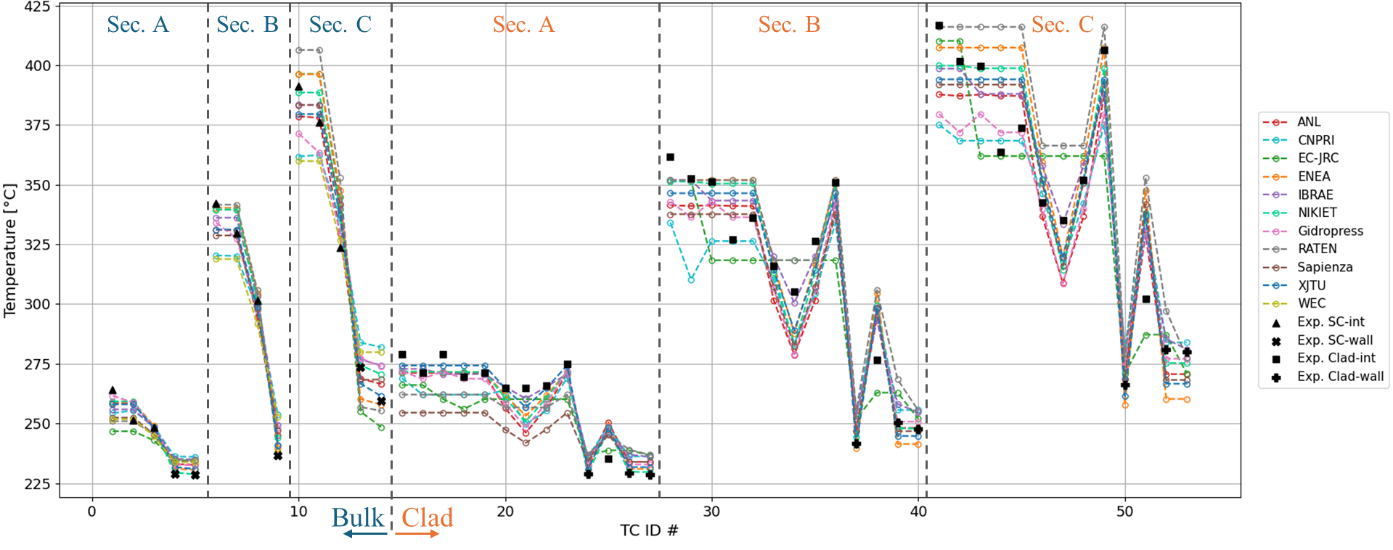 Sec. A
Sec. B
Sec. C
Sec. A
Sec. B
Sec. C
425
400
375
350
325
300
275
250
225
Temperature [°C]
0
10
20
30
40
50
Bulk
Clad
TC ID #
ANL
CNPRI
EC-JRC
ENEA
IBRAE
NIKIET
Gidropress
RATEN
Sapienza
XJTU
WEC
Exp. SC-int
Exp. SC-wall
Exp. Clad-int
Exp. Clad-wall